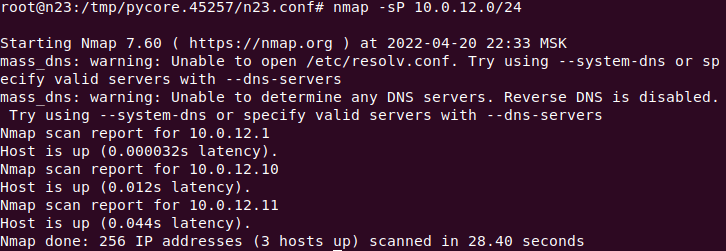 root@n23:/tmp/pycore.45257/n23.conf# nmap -sP 10.0.12.0/24
Starting Nmap 7.60 ( https://nmap.org ) at 2022-04-20 22:33 MSK
mass_dns: warning: Unable to open /etc/resolv.conf. Try using --system-dns or sp
ecify valid servers with --dns-servers
mass_dns: warning: Unable to determine any DNS servers. Reverse DNS is disabled.
 Try using --system-dns or specify valid servers with --dns-servers
Nmap scan report for 10.0.12.1
Host is up (0.000032s latency).
Nmap scan report for 10.0.12.10
Host is up (0.012s latency).
Nmap scan report for 10.0.12.11
Host is up (0.044s latency).
Nmap done: 256 IP addresses (3 hosts up) scanned in 28.40 seconds